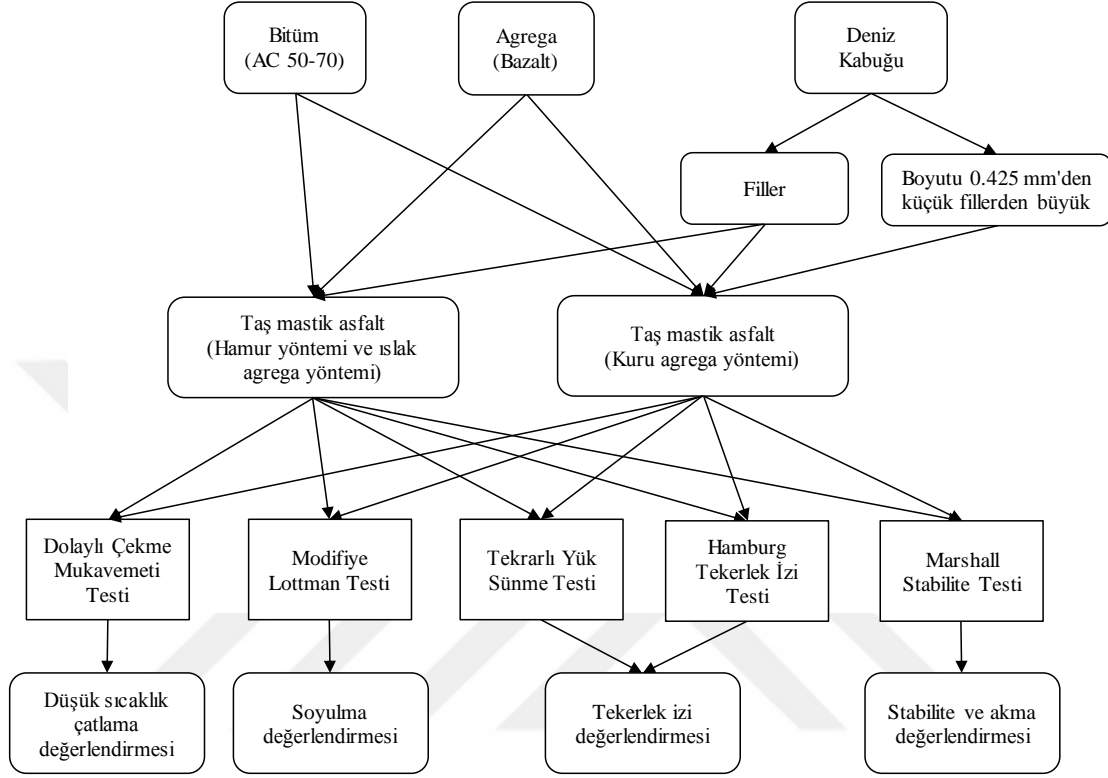 Bitüm
(AC 50-70)
Agrega
(Bazalt)
Deniz
Kabuğu
Filler
Boyutu 0.425 mm'den
küçük fillerden büyük
Taş mastik asfalt
(Hamur yöntemi ve ıslak
agrega yöntemi)
Taş mastik asfalt
(Kuru agrega yöntemi)
Dolaylı Çekme
Mukavemeti
Testi
Modifiye
Lottman Testi
Tekrarlı Yük
Sünme Testi
Hamburg
Tekerlek İzi
Testi
Marshall
Stabilite Testi
Düşük sıcaklık
çatlama
değerlendirmesi
Soyulma
değerlendirmesi
Tekerlek izi
değerlendirmesi
Stabilite ve akma
değerlendirmesi